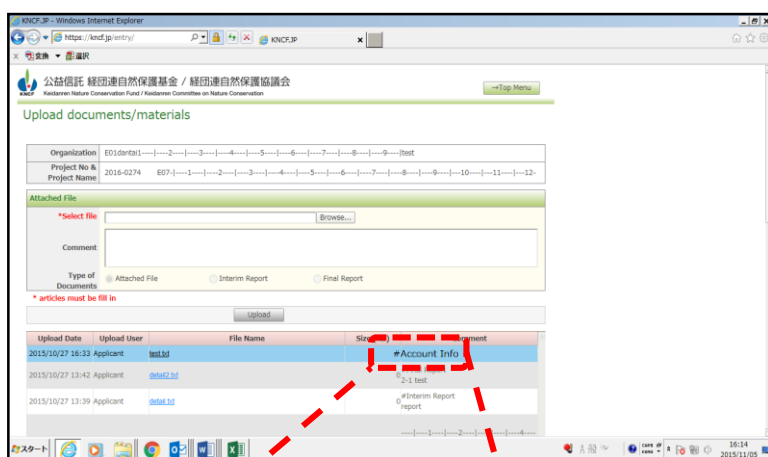 KNCF.JP - Windows Internet Explorer
https://kncf.jp/entry/
KNCF.JP
x 変換 ▼ 選択
公益信託 経団連自然保護基金 / 経団連自然保護協議会
KNCF Keidanren Nature Conservation Fund / Keidanren Committee on Nature Conservation
→Top Menu
Upload documents/materials
Organization E01dantai1----|----2----|----3----|----4----|----5----|----6----|----7----|----8----|----9----|test
Project No & Project Name 2016-0274 E07-|----1----|----2----|----3----|----4----|----5----|----6----|----7----|----8----|----9----|---10----|---11----|---12-
Attached File
*Select file Browse...
Comment
Type of Documents Attached File Interim Report Final Report
* articles must be fill in
Upload
Upload Date Upload User File Name
2015/10/27 16:33 Applicant test.txt #Account Info
2015/10/27 13:42 Applicant detail2.txt 0
2-1 test
2015/10/27 13:39 Applicant detail.txt 0 #Interim Report
report
----|----1----|----2----|----3----|----4----
スタート
A 般
16:14
2015/11/05